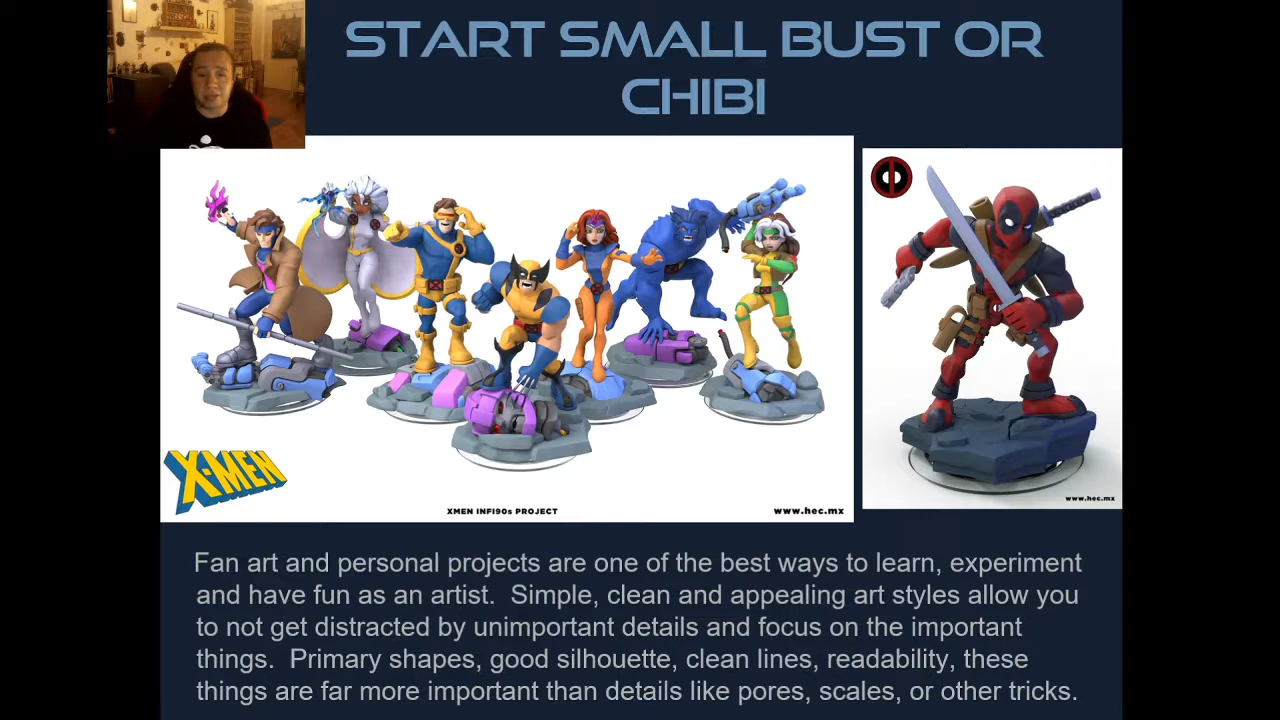 START SMALL BUST OR
CHIBI
X-MEN
XMEN INFI90s PROJECT
www.hec.mx
www.hec.mx
Fan art and personal projects are one of the best ways to learn, experiment
and have fun as an artist.  Simple, clean and appealing art styles allow you
to not get distracted by unimportant details and focus on the important
things.  Primary shapes, good silhouette, clean lines, readability, these
things are far more important than details like pores, scales, or other tricks.